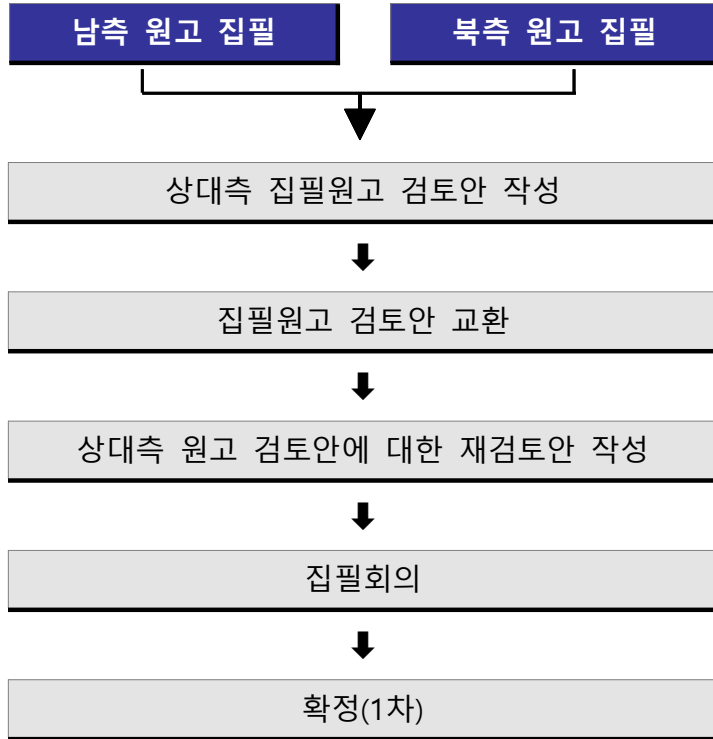 남측 원고 집필
북측 원고 집필
상대측 집필원고 검토안 작성
집필원고 검토안 교환
상대측 원고 검토안에 대한 재검토안 작성
집필회의
확정(1차)